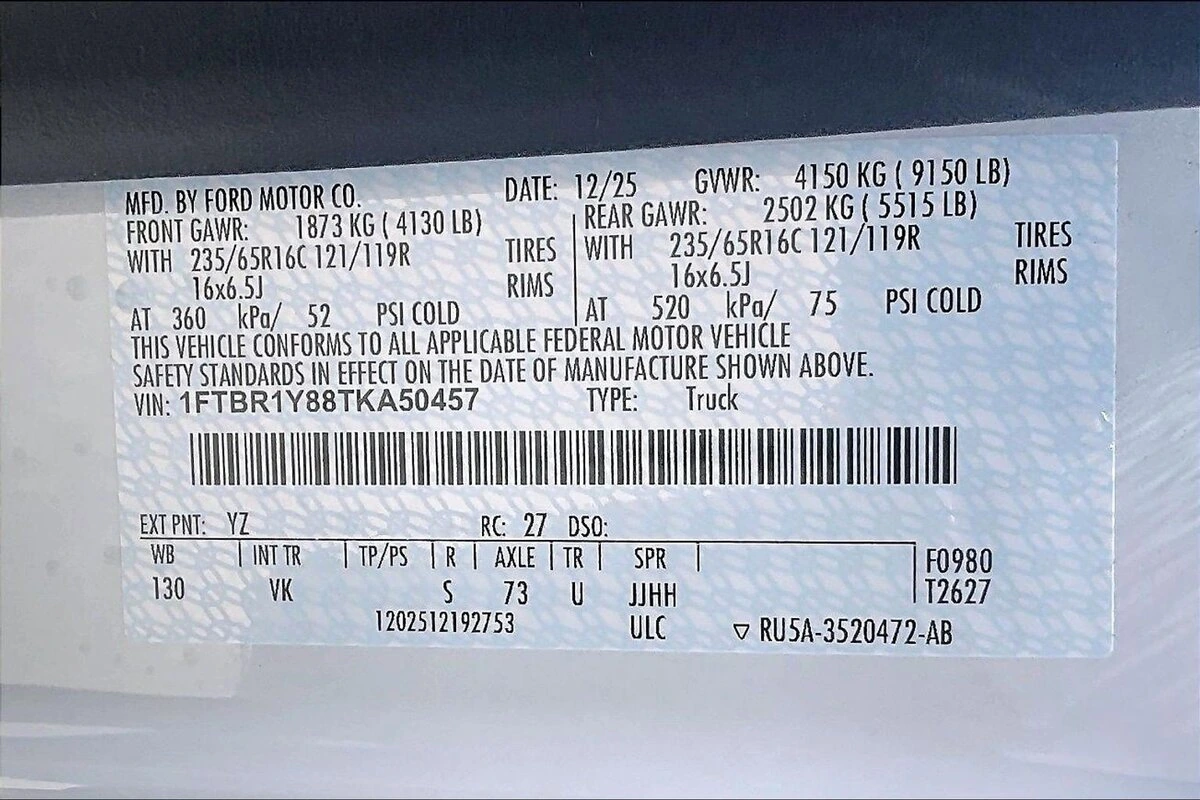 MFD. BY FORD MOTOR CO. DATE: 12/25 GVWR: 4150 KG ( 9150 LB)
FRONT GAWR: 1873 KG ( 4130 LB) REAR GAWR: 2502 KG ( 5515 LB)
WITH 235/65R16C 121/119R TIRES WITH 235/65R16C 121/119R TIRES
16x6.5J RIMS 16x6.5J RIMS
AT 360 kPa/ 52 PSI COLD AT 520 kPa/ 75 PSI COLD
THIS VEHICLE CONFORMS TO ALL APPLICABLE FEDERAL MOTOR VEHICLE
SAFETY STANDARDS IN EFFECT ON THE DATE OF MANUFACTURE SHOWN ABOVE.
VIN: 1FTBR1Y88TKA50457 TYPE: Truck
EXT PNT: YZ RC: 27 DSO:
WB INT TR TP/PS R AXLE TR SPR F0980
130 VK S 73 U JJHH T2627
1202512192753 ULC ▽ RU5A-3520472-AB